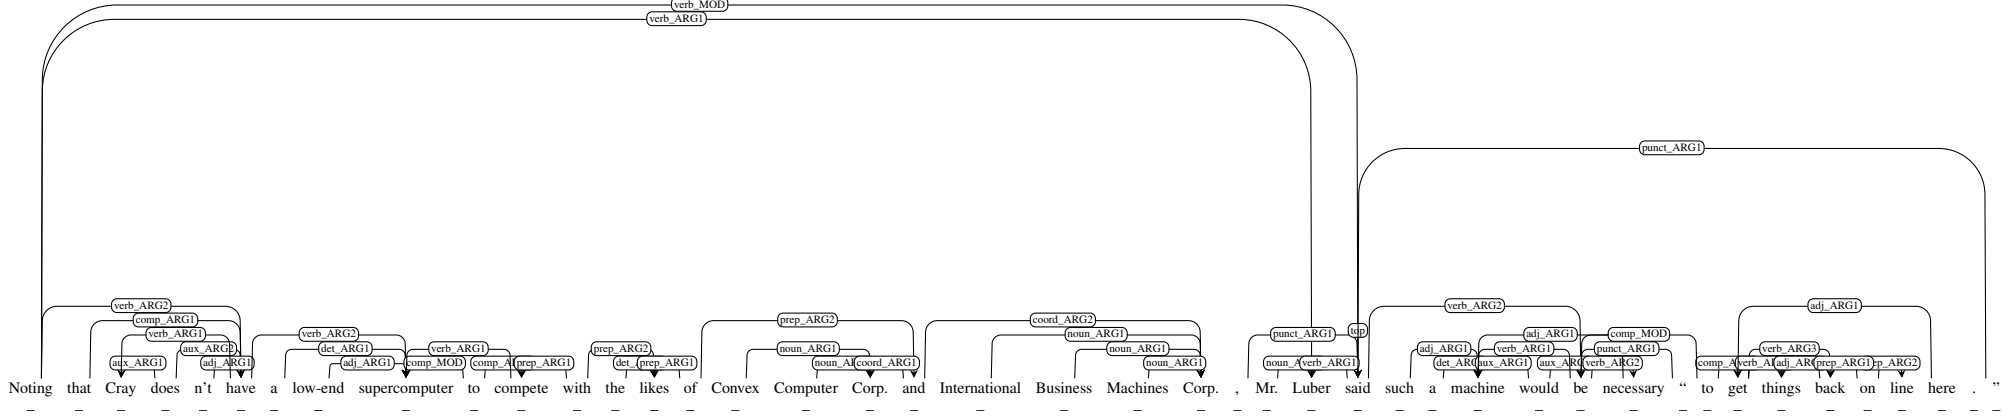 verb_MOD
verb_ARG1
punct_ARG1
verb_ARG2 verb_ARG2 adj_ARG1
comp_ARG1 prep_ARG2 coord_ARG2
verb_ARG1 verb_ARG2 noun_ARG1 punct_ARG1 top adj_ARG1 comp_MOD
aux_ARG2 det_ARG1 verb_ARG1 prep_ARG2 noun_ARG1 noun_ARG1 adj_ARG1 verb_ARG1 punct_ARG1 verb_ARG3
aux_ARG1 adj_ARG1 adj_ARG1 comp_MOD prep_ARG1 prep_ARG1 coord_ARG1 noun_ARG1 verb_ARG1 aux_ARG1 verb_ARG2 prep_ARG1
Noting that Cray does n't have a low-end supercomputer to compete with the likes of Convex Computer Corp. and International Business Machines Corp. , Mr. Luber said such a machine would be necessary “ to get things back on line here . ”